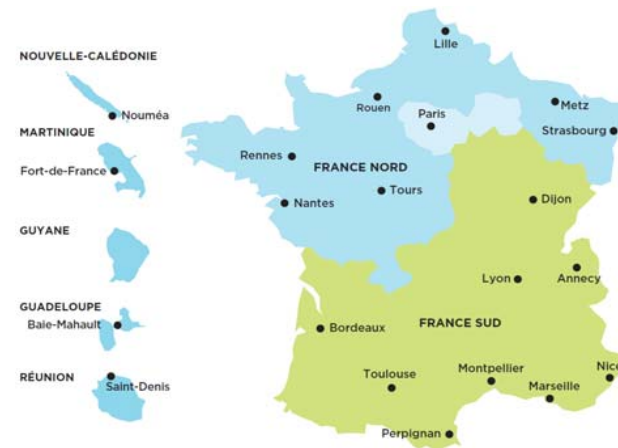 NOUVELLE-CALÉDONIE
Nouméa
MARTINIQUE
Fort-de-France
GUYANE
GUADELOUPE
Baie-Mahault
RÉUNION
Saint-Denis
Lille
Rouen
Paris
Metz
Strasbourg
Rennes
FRANCE NORD
Nantes
Tours
Dijon
Lyon
Annecy
Bordeaux
FRANCE SUD
Toulouse
Montpellier
Nice
Marseille
Perpignan